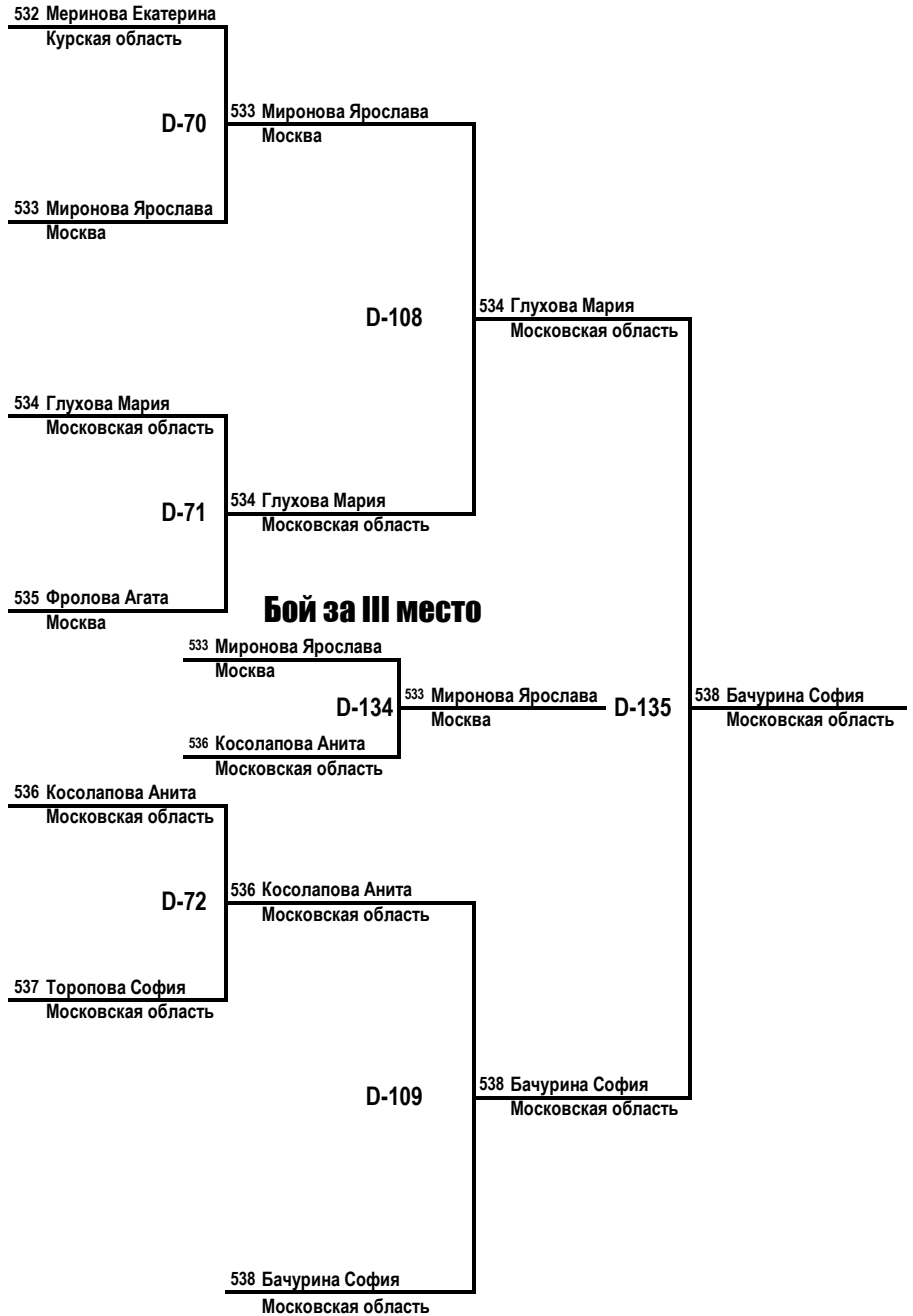 532 Меринова Екатерина
Курская область
D-70
533 Миронова Ярослава
Москва
533 Миронова Ярослава
Москва
D-108
534 Глухова Мария
Московская область
534 Глухова Мария
Московская область
D-71
534 Глухова Мария
Московская область
535 Фролова Агата
Москва
Бой за III место
533 Миронова Ярослава
Москва
D-134
533 Миронова Ярослава
Москва
D-135
538 Бачурина София
Московская область
536 Косолапова Анита
Московская область
536 Косолапова Анита
Московская область
D-72
536 Косолапова Анита
Московская область
537 Торопова София
Московская область
D-109
538 Бачурина София
Московская область
538 Бачурина София
Московская область